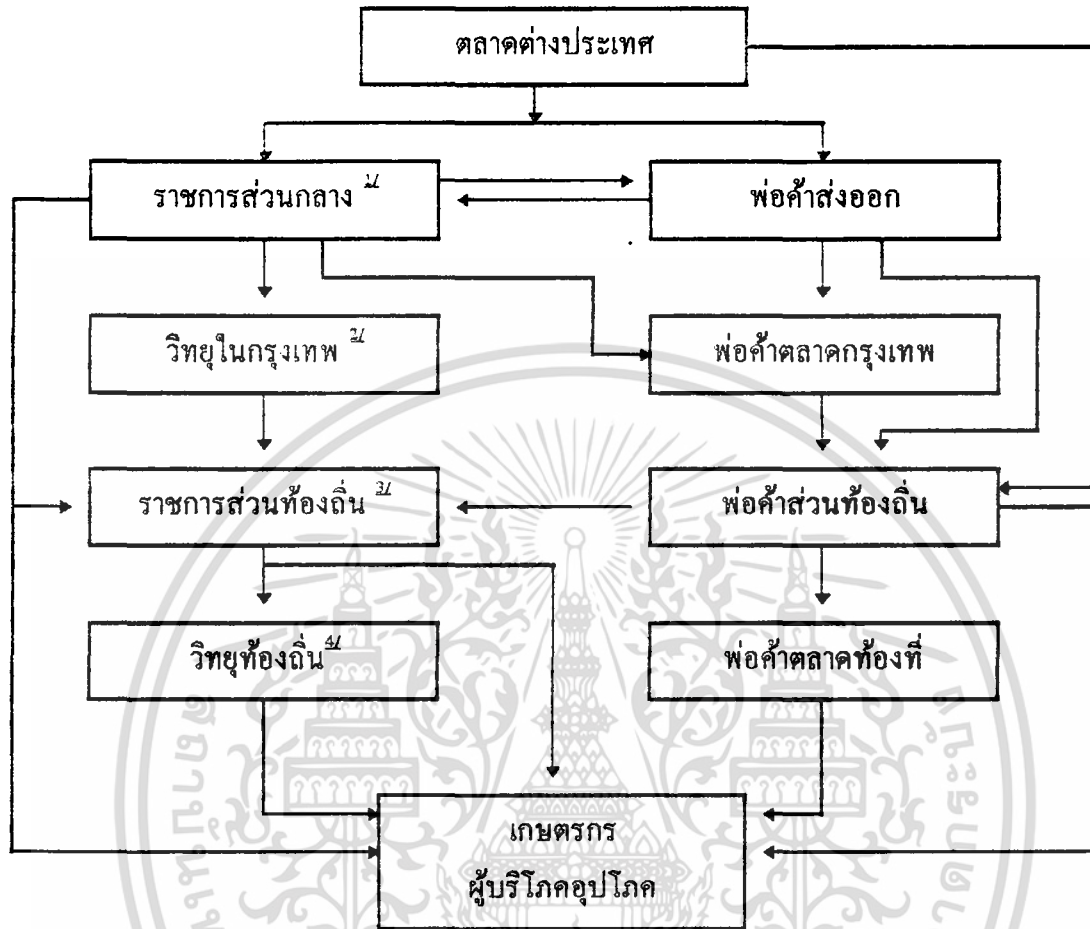 ตลาดต่างประเทศ
ราชการส่วนกลาง 1/
พ่อค้าส่งออก
วิทยุในกรุงเทพ 2/
พ่อค้าตลาดกรุงเทพ
ราชการส่วนท้องถิ่น 3/
พ่อค้าส่วนท้องถิ่น
วิทยุท้องถิ่น 4/
พ่อค้าตลาดท้องที่
เกษตรกร
ผู้บริโภคอุปโภค